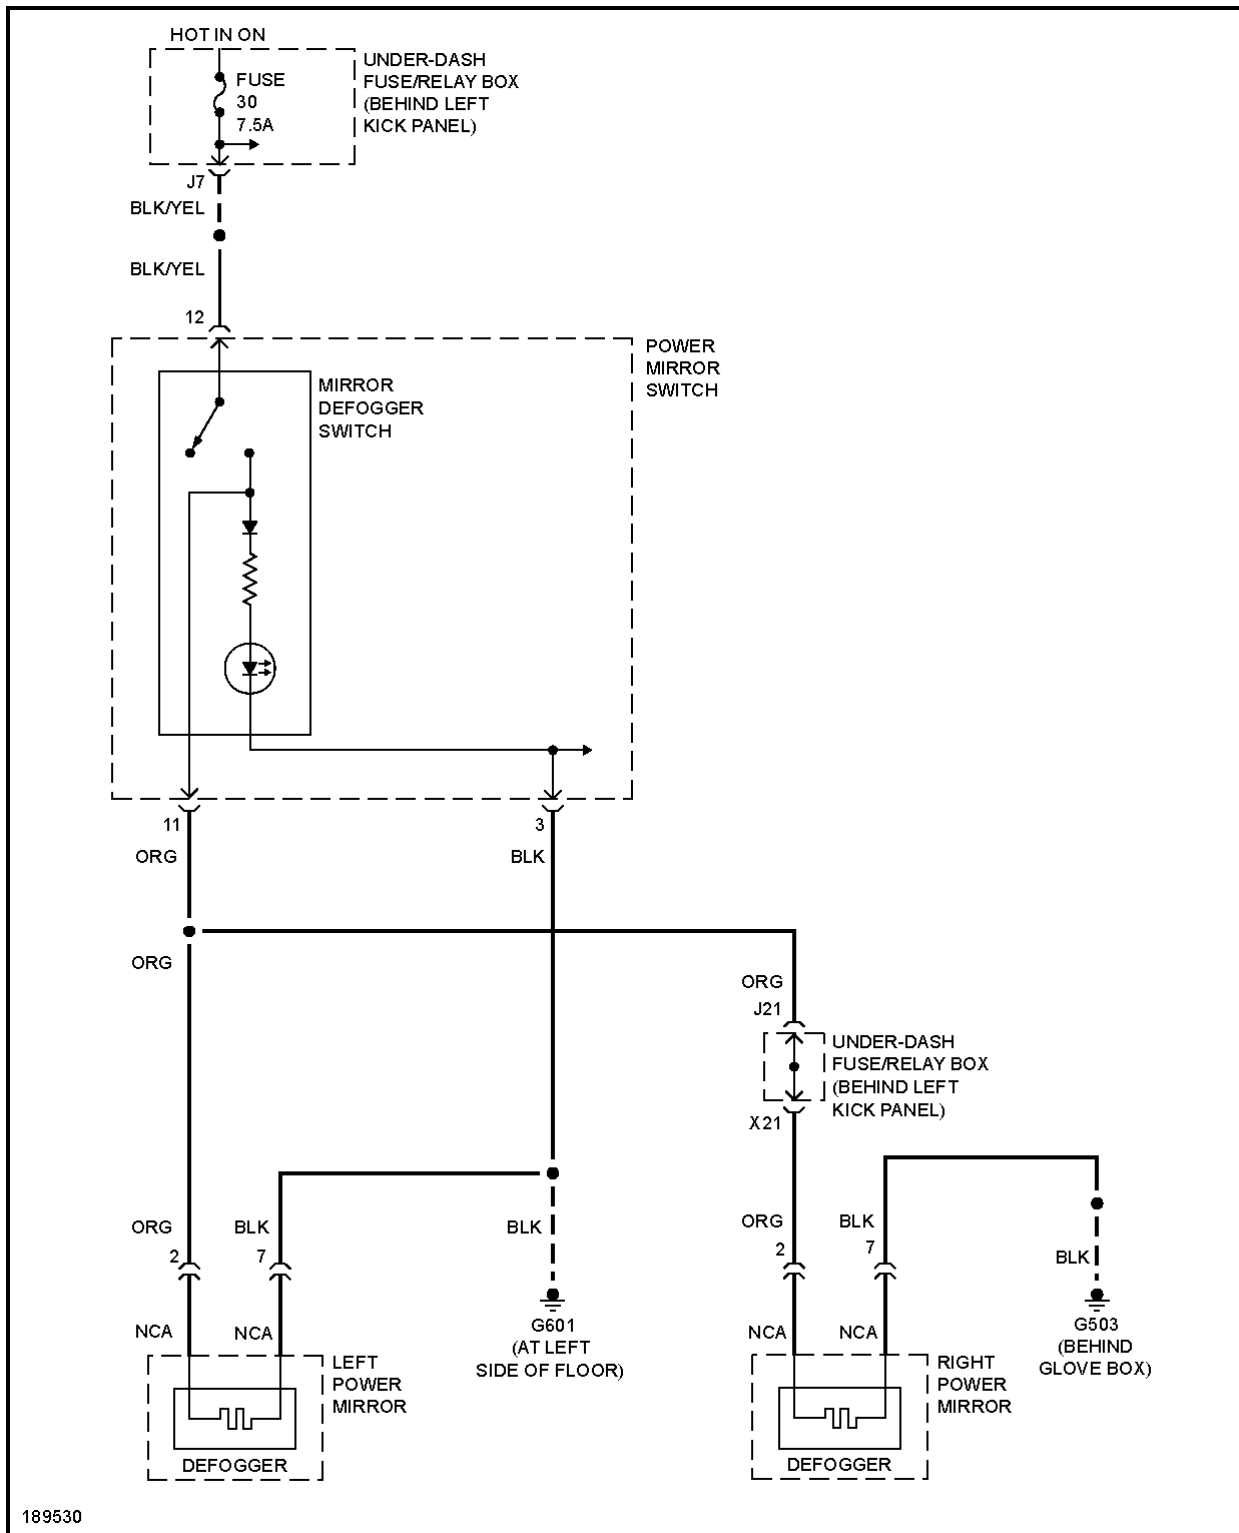 HOT IN ON
FUSE
30
7.5A
UNDER-DASH
FUSE/RELAY BOX
(BEHIND LEFT
KICK PANEL)
J7
BLK/YEL
BLK/YEL
12
POWER
MIRROR
SWITCH
MIRROR
DEFOGGER
SWITCH
11
3
ORG
BLK
ORG
ORG
J21
UNDER-DASH
FUSE/RELAY BOX
(BEHIND LEFT
KICK PANEL)
X21
ORG
BLK
BLK
ORG
BLK
2
7
2
7
BLK
NCA
NCA
G601
(AT LEFT
SIDE OF FLOOR)
NCA
NCA
G503
(BEHIND
GLOVE BOX)
LEFT
POWER
MIRROR
RIGHT
POWER
MIRROR
DEFOGGER
DEFOGGER
189530